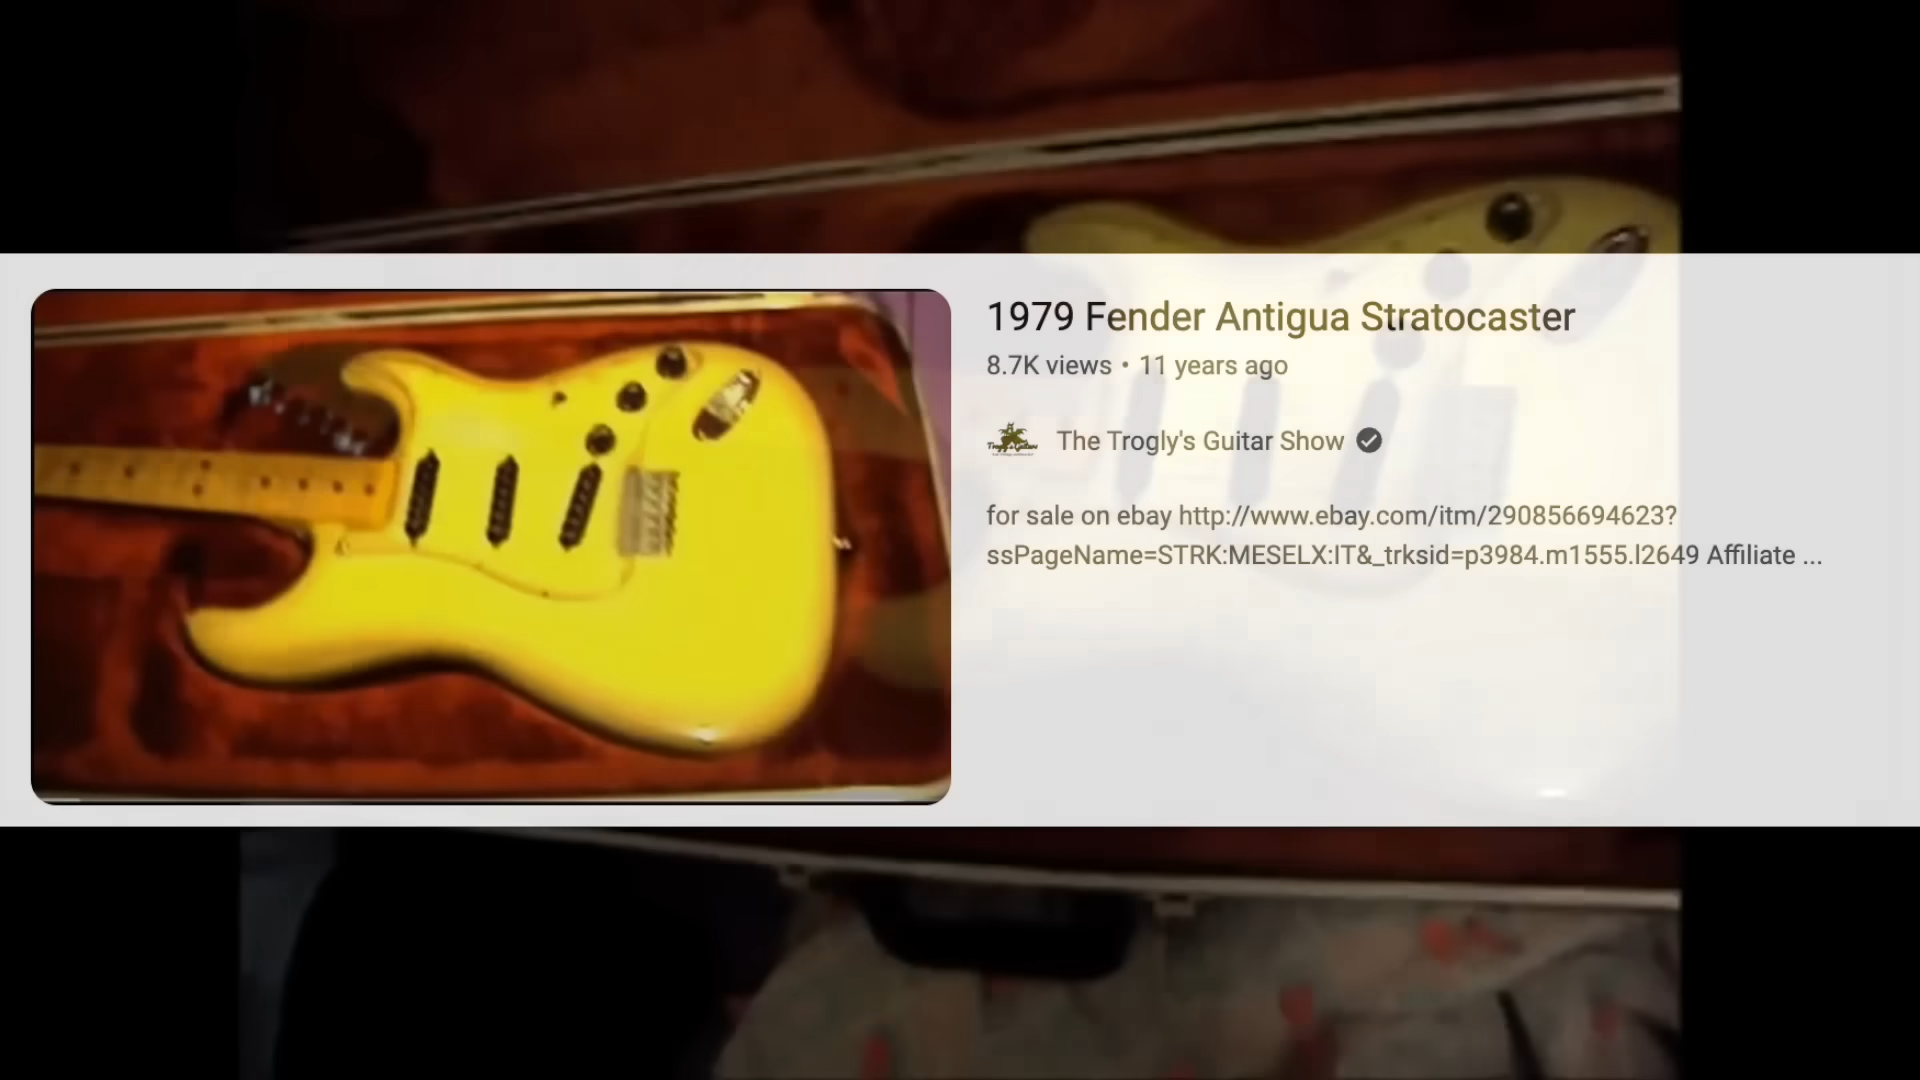 1979 Fender Antigua Stratocaster
8.7K views • 11 years ago
The Trogly's Guitar Show
for sale on ebay http://www.ebay.com/itm/290856694623?
ssPageName=STRK:MESELX:IT&_trksid=p3984.m1555.l2649 Affiliate ...